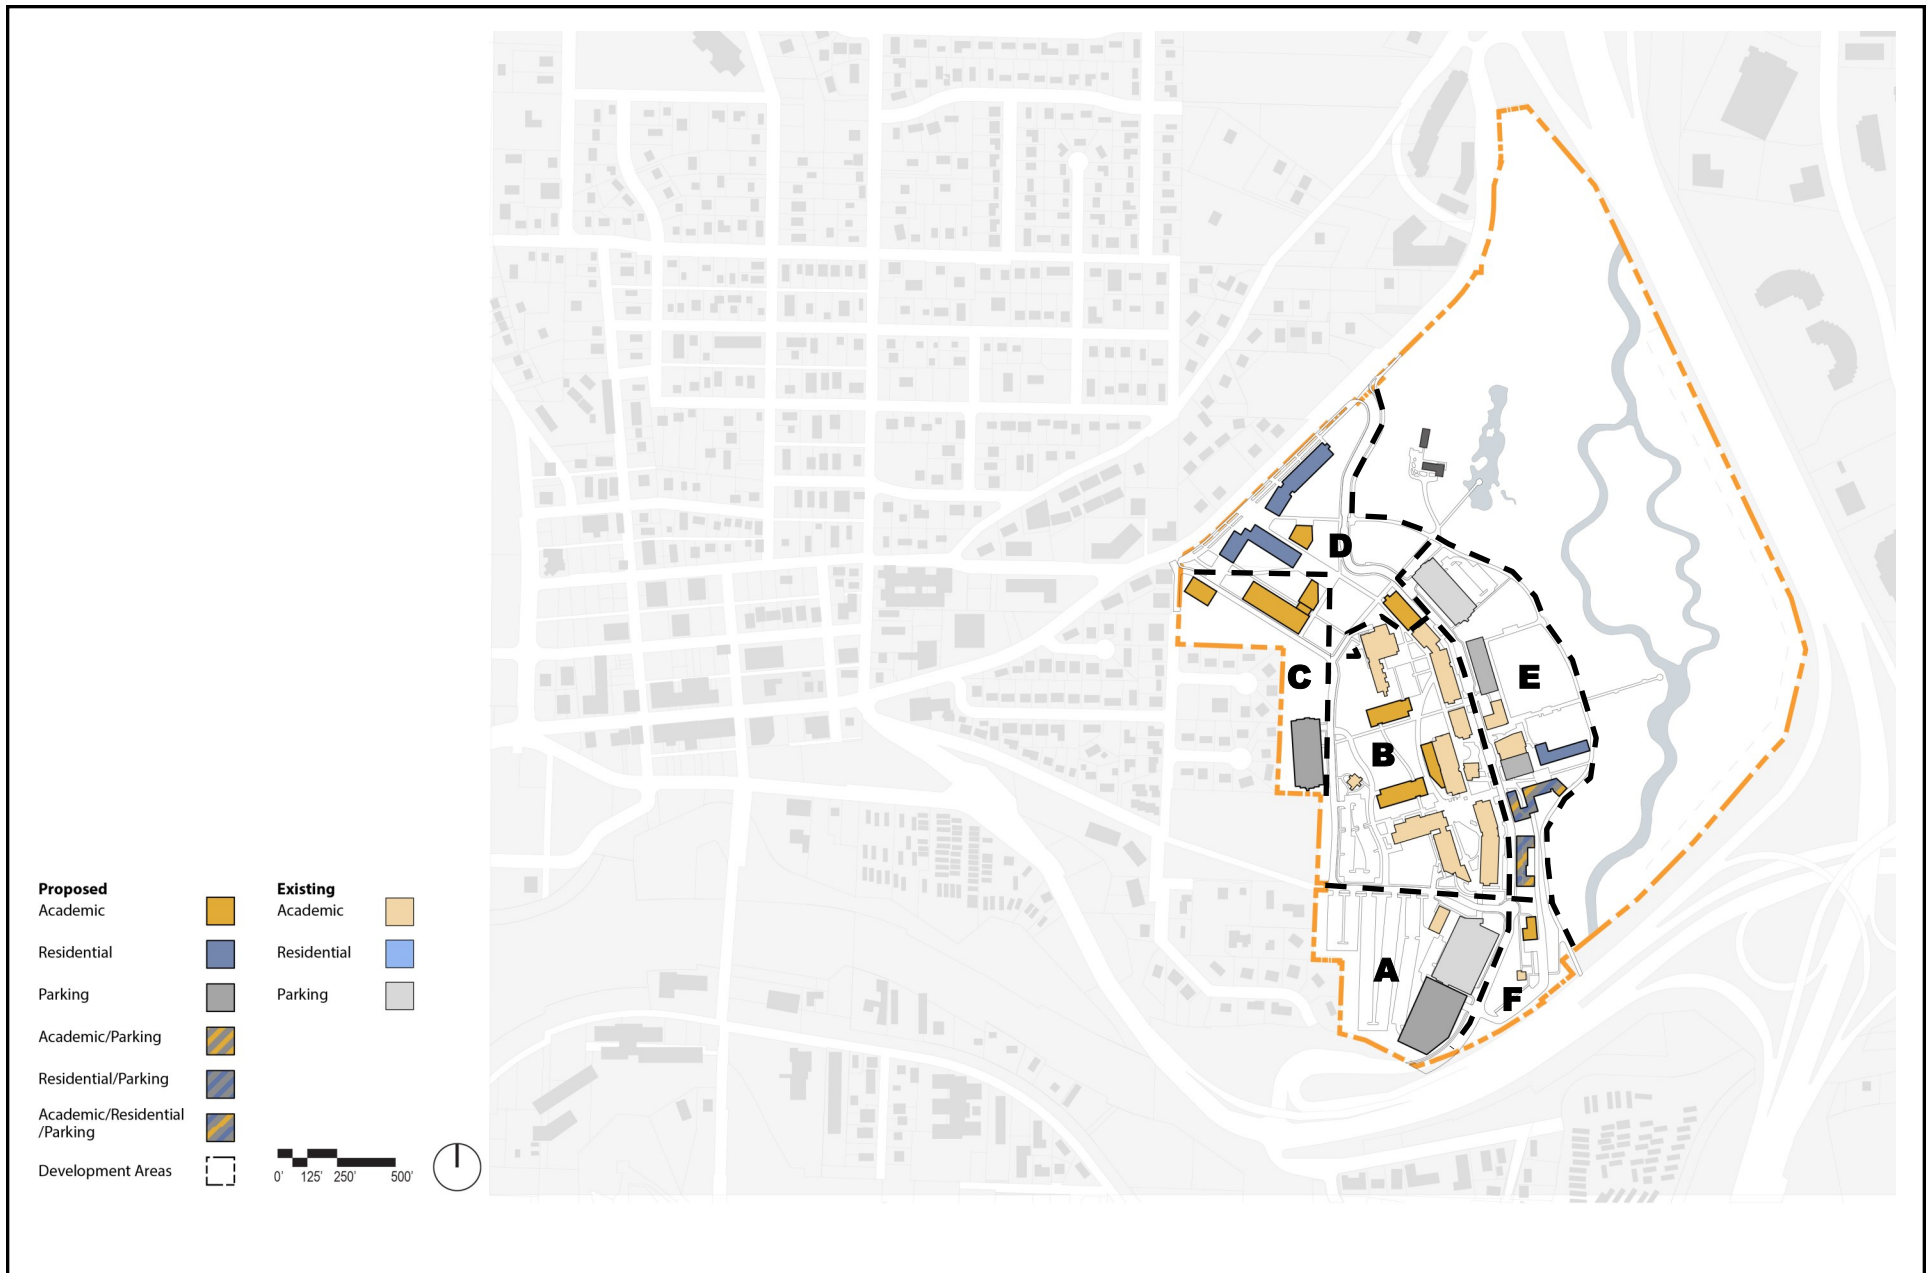 D
C
E
B
A
F
Proposed
Academic
Residential
Parking
Academic/Parking
Residential/Parking
Academic/Residential
/Parking
Development Areas
Existing
Academic
Residential
Parking
0' 125' 250' 500'